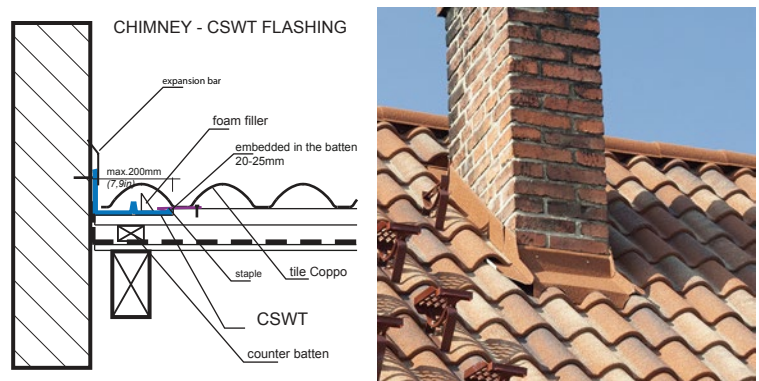 CHIMNEY - CSWT FLASHING
expansion bar
foam filler
embedded in the batten
20-25mm
max.200mm
(7,9in)
staple
tile Coppo
CSWT
counter batten